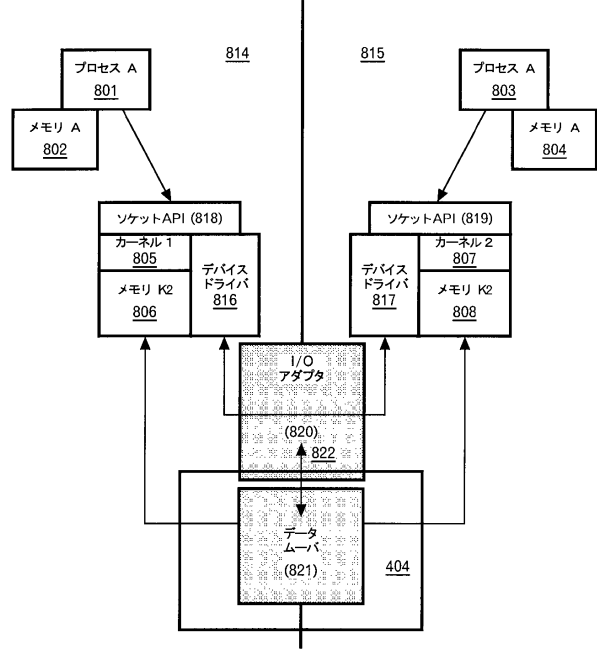 814
815
プロセス A
801
メモリ A
802
プロセス A
803
メモリ A
804
ソケットAPI (818)
カーネル 1
805
メモリ K2
806
デバイス
ドライバ
816
ソケットAPI (819)
デバイス
ドライバ
817
カーネル 2
807
メモリ K2
808
I/O
アダプタ
(820)
822
データ
ムーバ
(821)
404